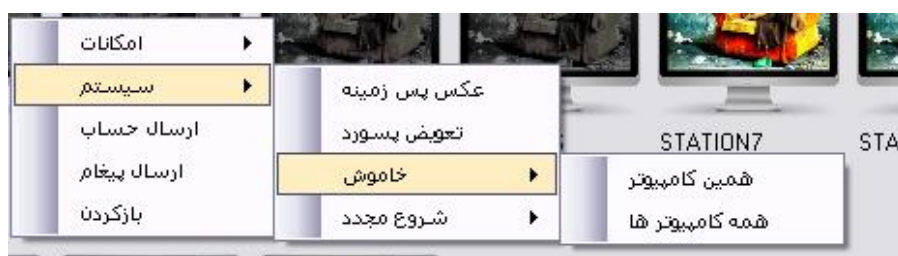 امکانات
سیستم
ارسال حساب
ارسال پیغام
بازکردن
عکس پس زمینه
تعویض پسورد
خاموش
شروع مجدد
همین کامپیوتر
همه کامپیوتر ها
STATION7
STA